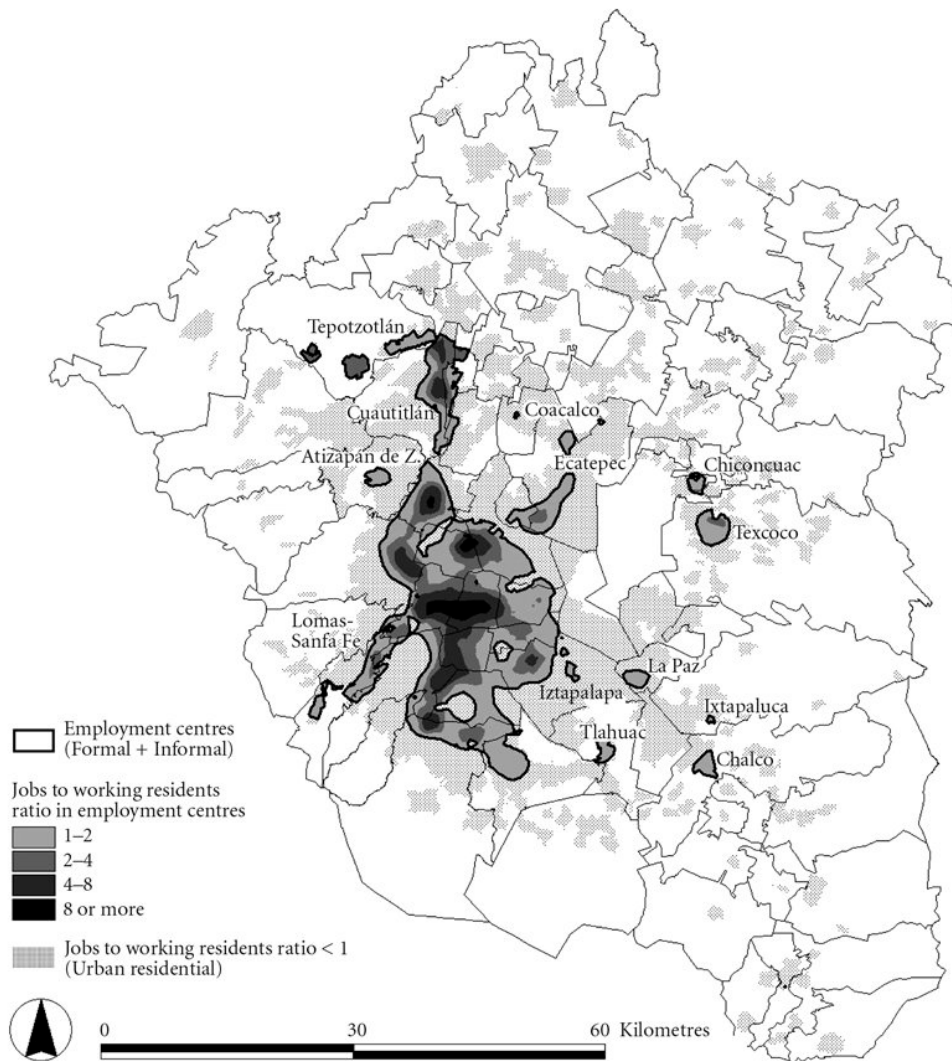 Tepotzotlán
Cuautitlán
Coacalco
Atizapán de Z.
Ecatepec
Chiconcuac
Texcoco
Lomas-
Santa Fe
La Paz
Iztapalapa
Ixtapaluca
Tlahuac
Chalco
Employment centres
(Formal + Informal)
Jobs to working residents
ratio in employment centres
1–2
2–4
4–8
8 or more
Jobs to working residents ratio < 1
(Urban residential)
0 30 60 Kilometres